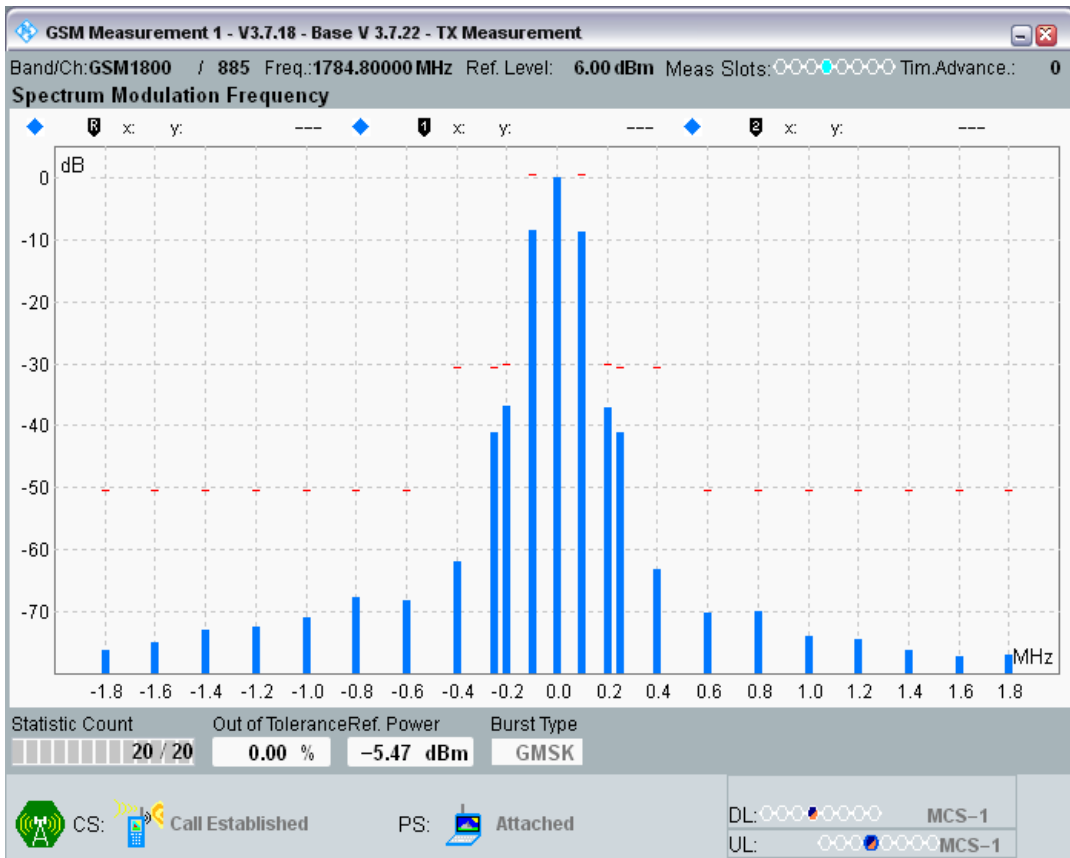 GSM Measurement 1 - V3.7.18 - Base V 3.7.22 - TX Measurement
Band/Ch:GSM1800 / 885 Freq.:1784.80000 MHz Ref. Level: 6.00 dBm Meas Slots: Tim.Advance.: 0
Spectrum Modulation Frequency
R x: y: --- 1 x: y: --- 2 x: y: ---
dB
0
-10
-20
-30
-40
-50
-60
-70
MHz
-1.8 -1.6 -1.4 -1.2 -1.0 -0.8 -0.6 -0.4 -0.2 0.0 0.2 0.4 0.6 0.8 1.0 1.2 1.4 1.6 1.8
Statistic Count Out of Tolerance Ref. Power Burst Type
20 / 20 0.00 % -5.47 dBm GMSK
CS: Call Established PS: Attached
DL: MCS-1
UL: MCS-1